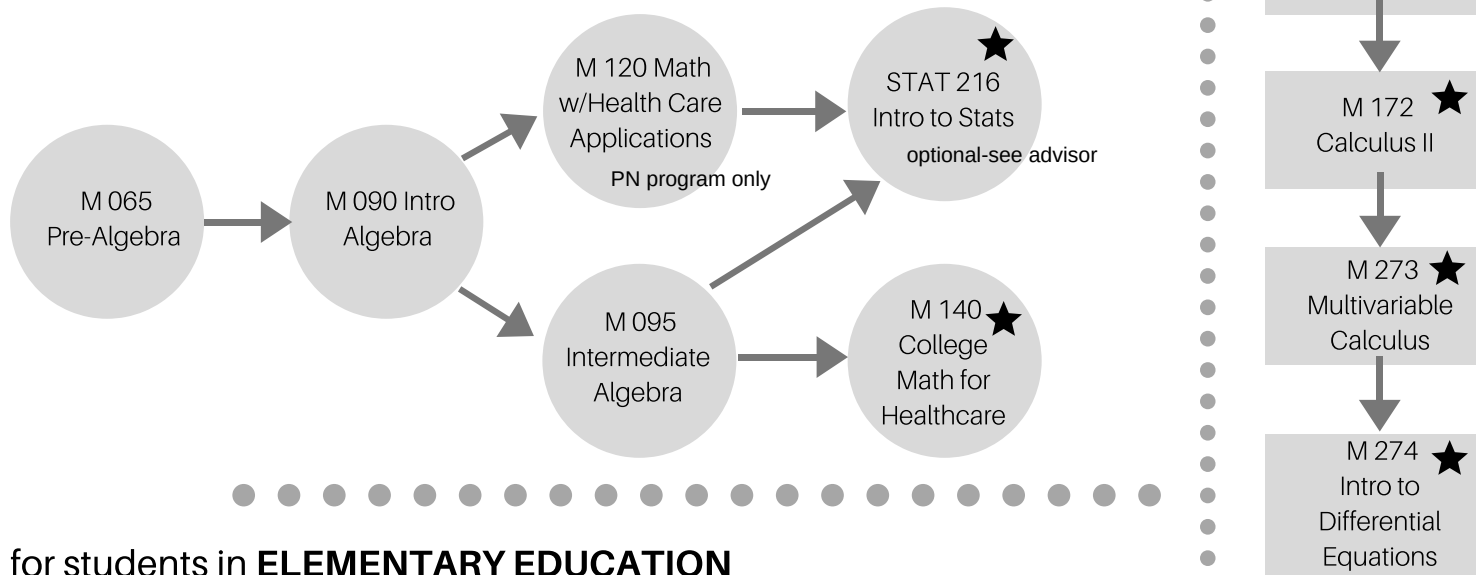 M 065
Pre-Algebra
M 090 Intro
Algebra
M 120 Math
w/Health Care
Applications
PN program only
STAT 216
Intro to Stats
optional-see advisor
M 095
Intermediate
Algebra
M 140
College
Math for
Healthcare
for students in ELEMENTARY EDUCATION
M 172
Calculus II
M 273
Multivariable
Calculus
M 274
Intro to
Differential
Equations